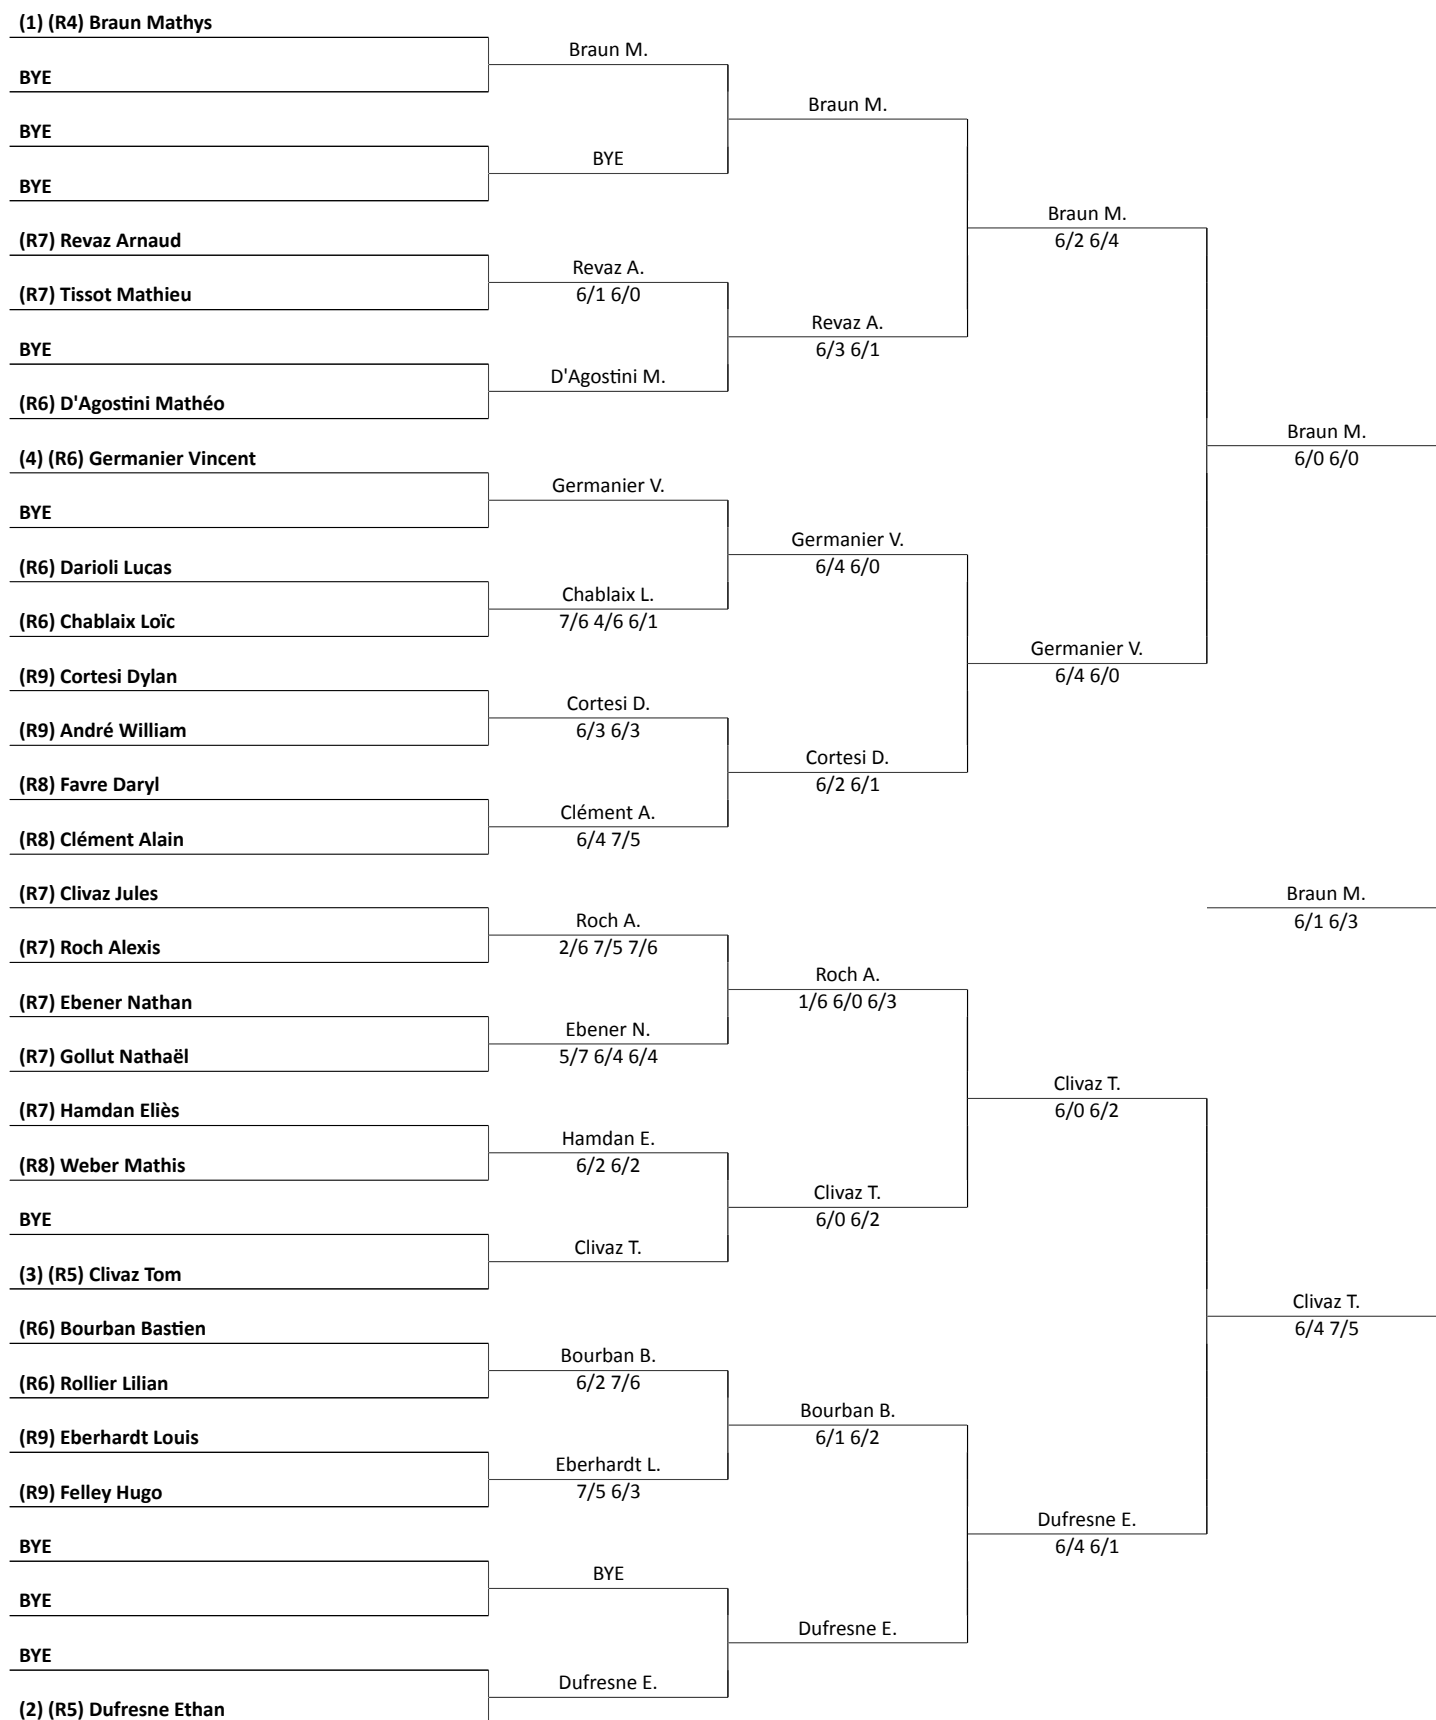 (1) (R4) Braun Mathys
Braun M.
BYE
Braun M.
BYE
BYE
BYE
Braun M.
6/2 6/4
(R7) Revaz Arnaud
Revaz A.
6/1 6/0
(R7) Tissot Mathieu
Revaz A.
6/3 6/1
BYE
D'Agostini M.
(R6) D'Agostini Mathéo
Braun M.
6/0 6/0
(4) (R6) Germanier Vincent
Germanier V.
BYE
Germanier V.
6/4 6/0
(R6) Darioli Lucas
Chablaix L.
7/6 4/6 6/1
(R6) Chablaix Loïc
Germanier V.
6/4 6/0
(R9) Cortesi Dylan
Cortesi D.
6/3 6/3
(R9) André William
Cortesi D.
6/2 6/1
(R8) Favre Daryl
Clément A.
6/4 7/5
(R8) Clément Alain
(R7) Clivaz Jules
Braun M.
6/1 6/3
Roch A.
2/6 7/5 7/6
(R7) Roch Alexis
Roch A.
1/6 6/0 6/3
(R7) Ebener Nathan
Ebener N.
5/7 6/4 6/4
(R7) Gollut Nathaël
Clivaz T.
6/0 6/2
(R7) Hamdan Eliès
Hamdan E.
6/2 6/2
(R8) Weber Mathis
Clivaz T.
6/0 6/2
BYE
Clivaz T.
(3) (R5) Clivaz Tom
Clivaz T.
6/4 7/5
(R6) Bourban Bastien
Bourban B.
6/2 7/6
(R6) Rollier Lilian
Bourban B.
6/1 6/2
(R9) Eberhardt Louis
Eberhardt L.
7/5 6/3
(R9) Felley Hugo
Dufresne E.
6/4 6/1
BYE
BYE
BYE
Dufresne E.
BYE
Dufresne E.
(2) (R5) Dufresne Ethan